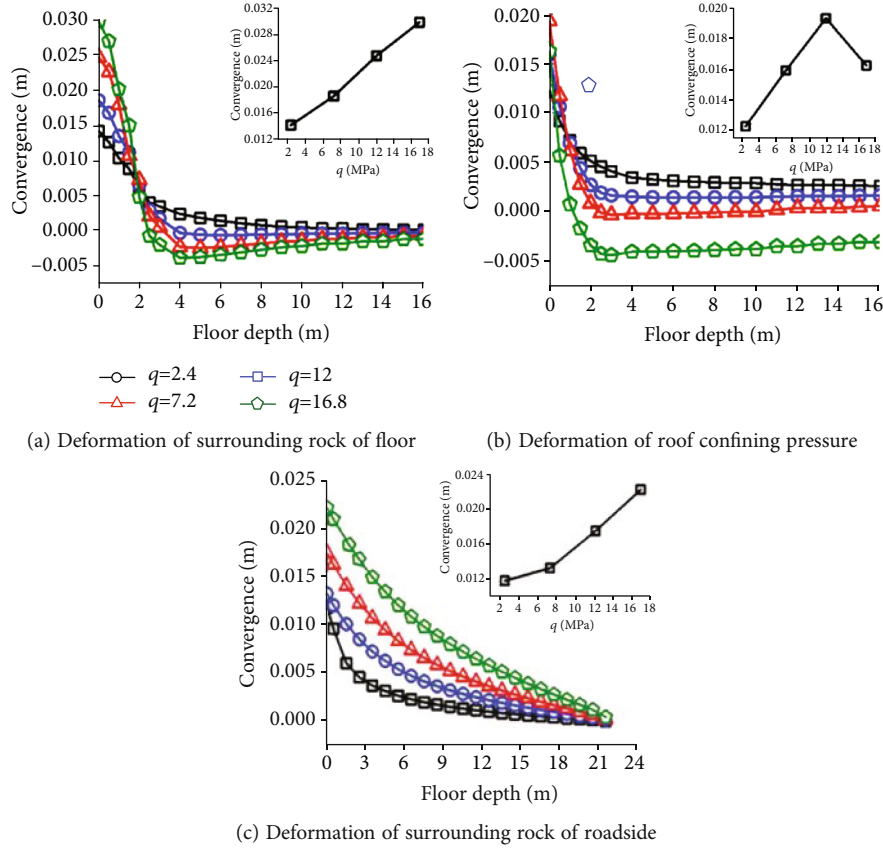 0.030
0.025
0.020
0.015
0.010
0.005
0.000
−0.005
Convergence (m)
0 2 4 6 8 10 12 14 16
Floor depth (m)
0.032
0.028
0.024
0.020
0.016
0.012
Convergence (m)
2 4 6 8 10 12 14 16 18
q (MPa)
0.020
0.015
0.010
0.005
0.000
−0.005
Convergence (m)
0 2 4 6 8 10 12 14 16
Floor depth (m)
0.020
0.018
0.016
0.014
0.012
Convergence (m)
2 4 6 8 10 12 14 16 18
q (MPa)
q=2.4 q=12
q=7.2 q=16.8
(a) Deformation of surrounding rock of floor
(b) Deformation of roof confining pressure
0.025
0.020
0.015
0.010
0.005
0.000
Convergence (m)
0 3 6 9 12 15 18 21 24
Floor depth (m)
0.024
0.020
0.016
0.012
Convergence (m)
2 4 6 8 10 12 14 16 18
q (MPa)
(c) Deformation of surrounding rock of roadside